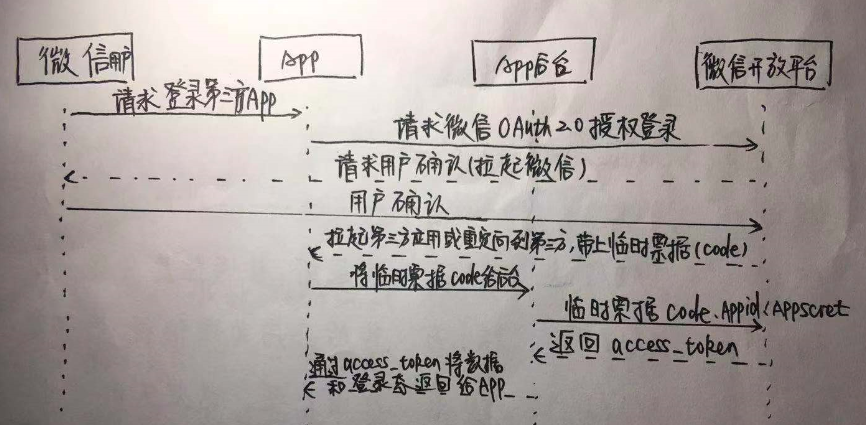 微信用户
App
App后台
微信开放平台
请求登录第三方App
请求微信OAuth2.0授权登录
请求用户确认(拉起微信)
用户确认
拉起第三方应用或重定向到第三方,带上临时票据(code)
将临时票据code给后台
临时票据code、Appid、Appscret
返回access_token
通过access_token将数据
和登录态返回给APP